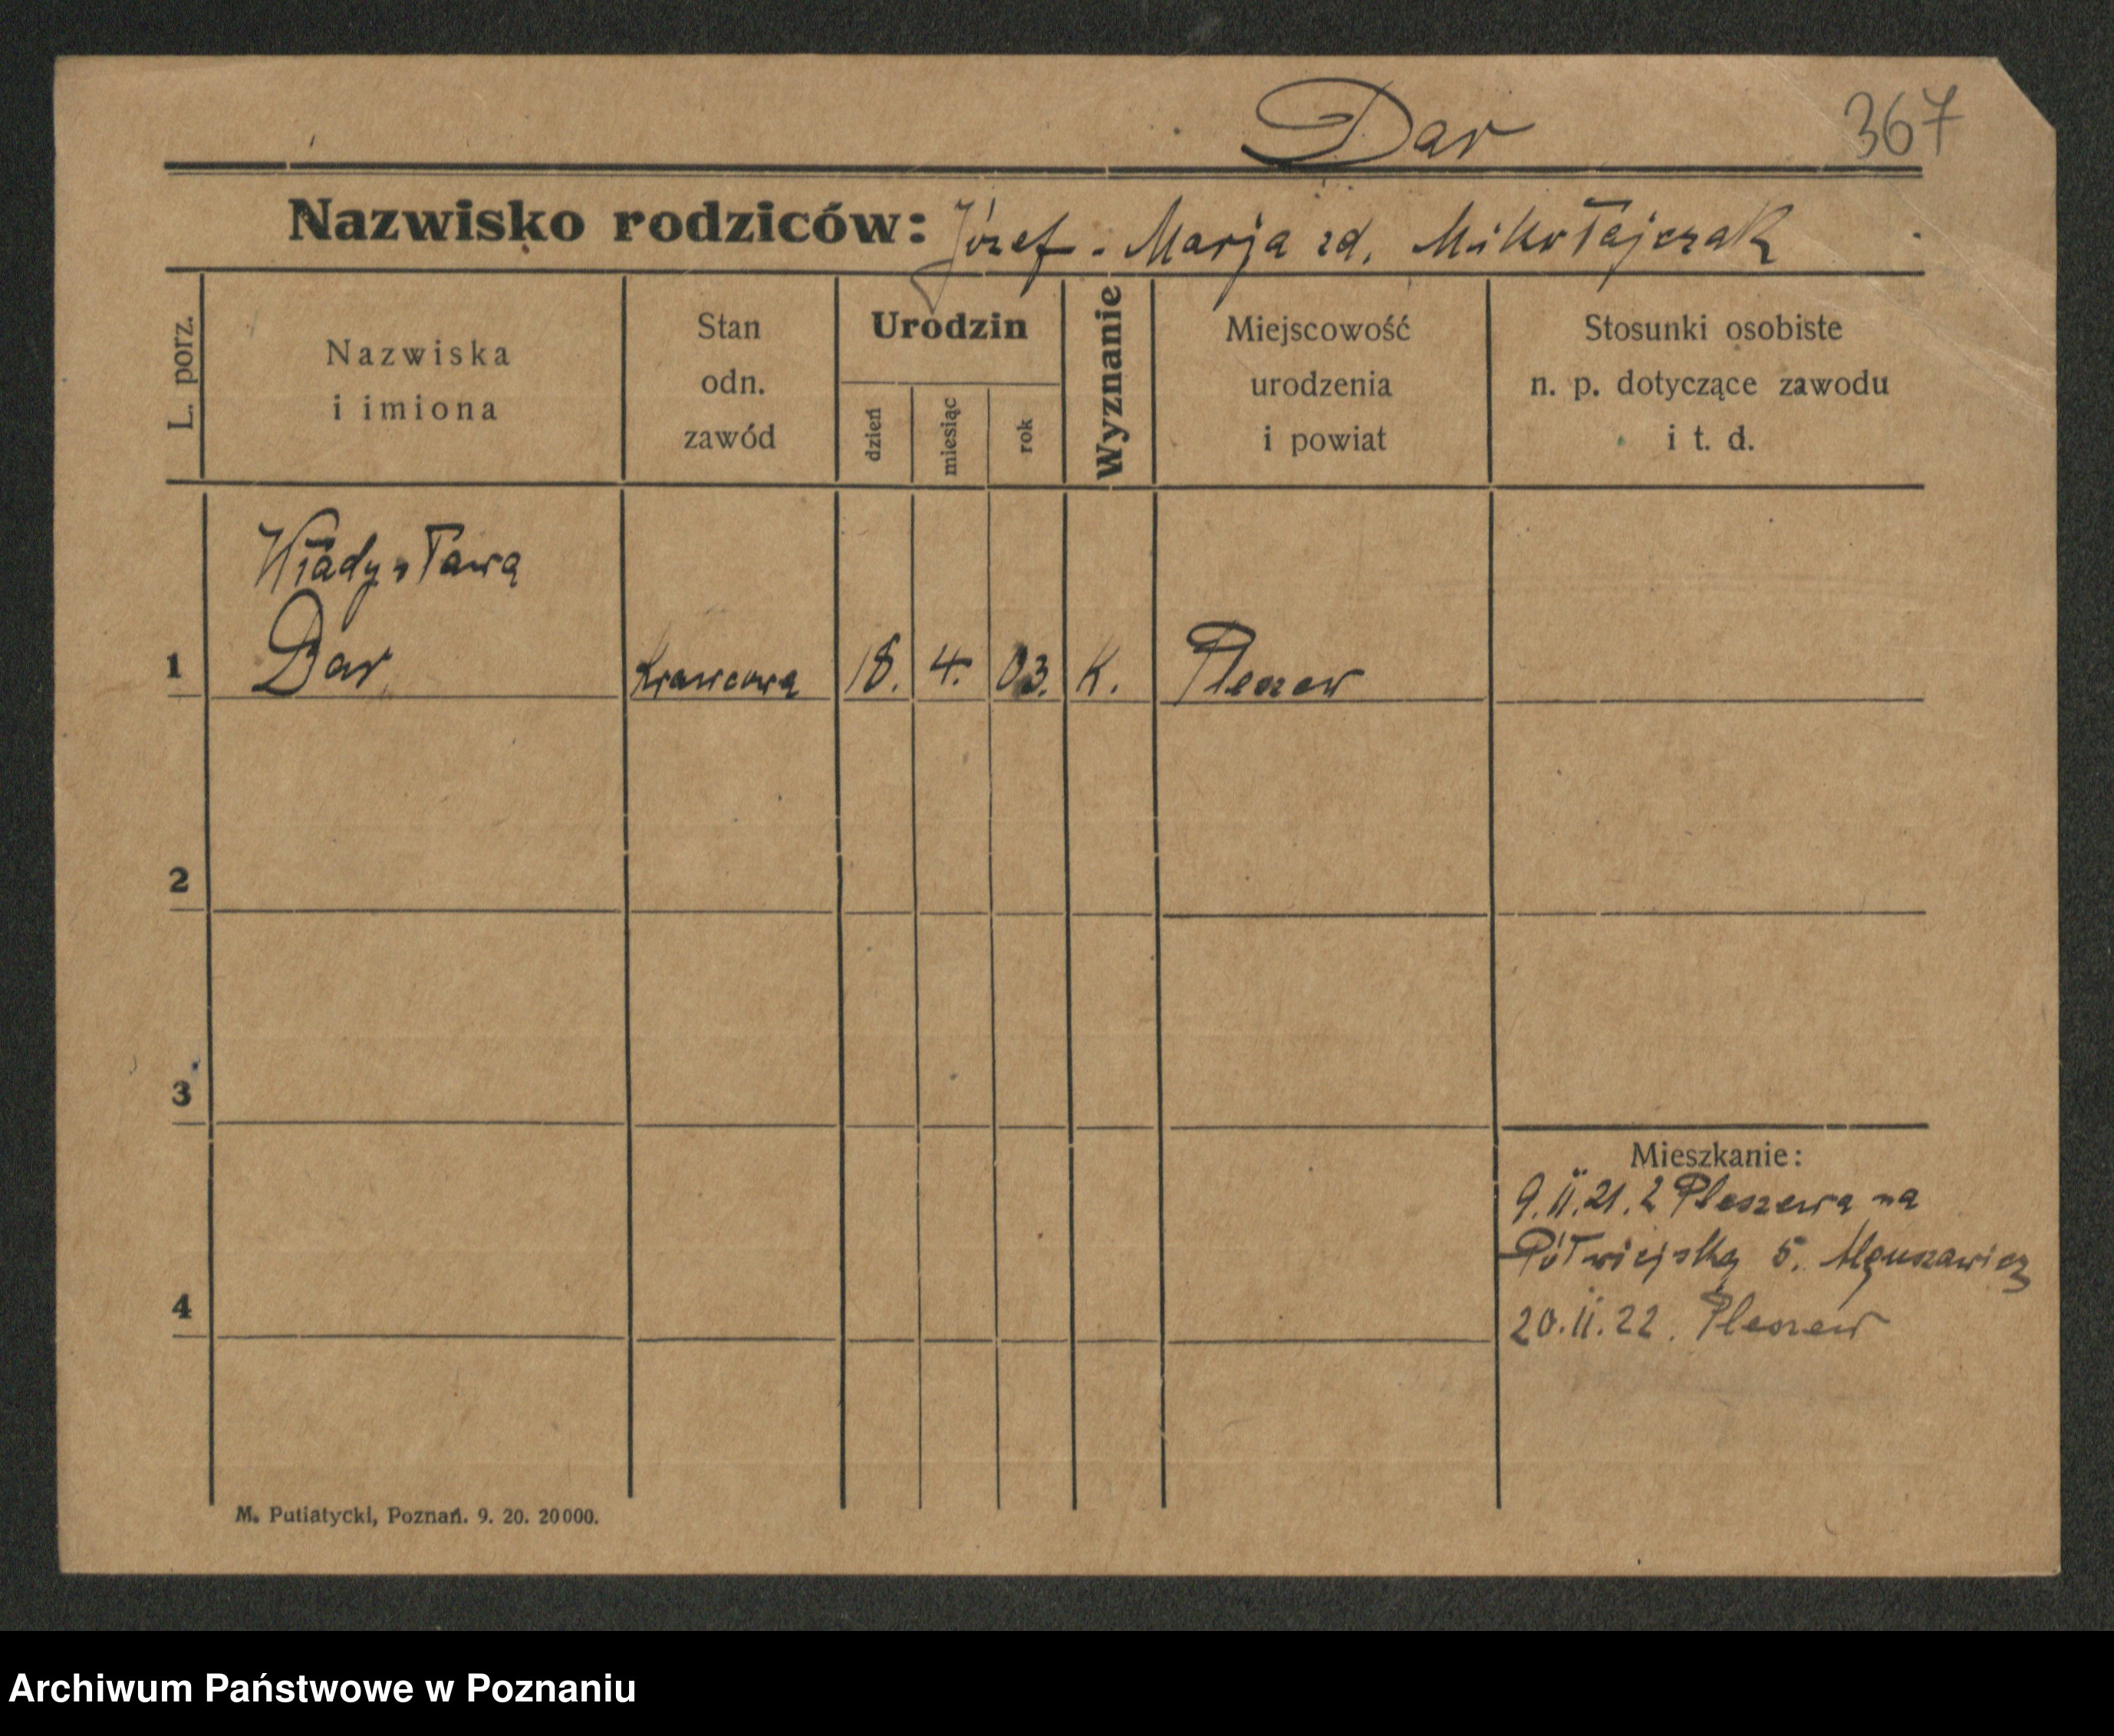 Dar
367
Nazwisko rodziców: Józef - Marja zd. Mikołajczak
L. porz.
Nazwiska
i imiona
Stan
odn.
zawód
Urodzin
dzień
miesiąc
rok
Wyznanie
Miejscowość
urodzenia
i powiat
Stosunki osobiste
n. p. dotyczące zawodu
i t. d.
Władysława
1 Dar Krawcowa 18. 4. 03. K. Pleszew
2
3
Mieszkanie:
9.II.21. z Pleszewa na
Półwiejską 5.
4
20.II.22. Pleszew
M. Putiatycki, Poznań. 9. 20. 20000.
Archiwum Państwowe w Poznaniu